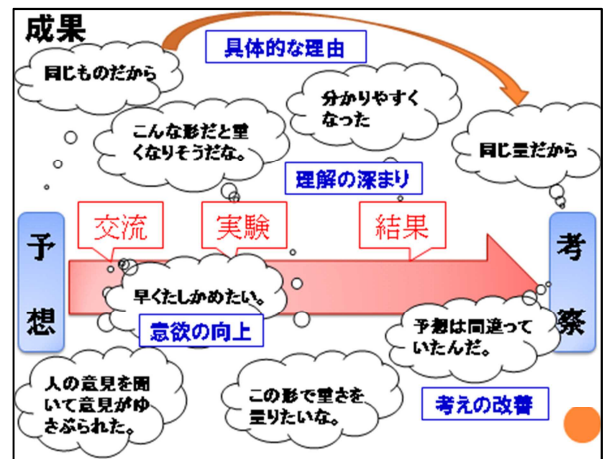 成果
同じものだから
具体的な理由
分かりやすく
なった
こんな形だと重
くなりそうだな。
同じ量だから
理解の深まり
予想
交流
実験
結果
考察
早くたしかめたい。
意欲の向上
予想は間違って
いたんだ。
人の意見を聞
いて意見がゆ
さぶられた。
この形で重さを
量りたいな。
考えの改善